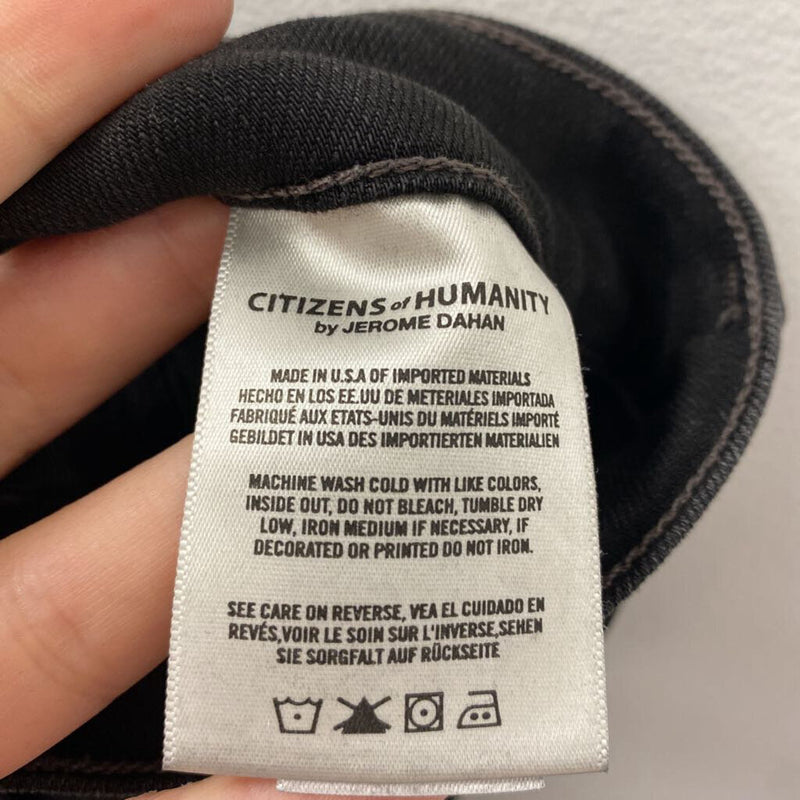 CITIZENS of HUMANITY
by JEROME DAHAN
MADE IN U.S.A OF IMPORTED MATERIALS
HECHO EN LOS EE.UU DE METERIALES IMPORTADA
FABRIQUÉ AUX ETATS-UNIS DU MATÉRIELS IMPORTÉ
GEBILDET IN USA DES IMPORTIERTEN MATERIALIEN
MACHINE WASH COLD WITH LIKE COLORS,
INSIDE OUT, DO NOT BLEACH, TUMBLE DRY
LOW, IRON MEDIUM IF NECESSARY, IF
DECORATED OR PRINTED DO NOT IRON.
SEE CARE ON REVERSE, VEA EL CUIDADO EN
REVÉS,VOIR LE SOIN SUR L'INVERSE,SEHEN
SIE SORGFALT AUF RÜCKSEITE